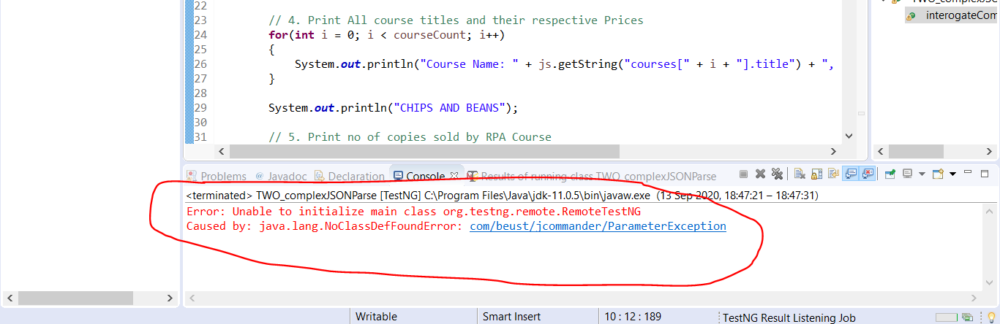 TWO_complexJSO
interogateCom
22
23 // 4. Print All course titles and their respective Prices
24 for(int i = 0; i < courseCount; i++)
25 {
26 System.out.println("Course Name: " + js.getString("courses[" + i + "].title") + ",
27 }
28
29 System.out.println("CHIPS AND BEANS");
30
31 // 5. Print no of copies sold by RPA Course
Problems @ Javadoc Declaration Console Results of running class TWO_complexJSONParse
<terminated> TWO_complexJSONParse [TestNG] C:\Program Files\Java\jdk-11.0.5\bin\javaw.exe (13 Sep 2020, 18:47:21 – 18:47:31)
Error: Unable to initialize main class org.testng.remote.RemoteTestNG
Caused by: java.lang.NoClassDefFoundError: com/beust/jcommander/ParameterException
Writable Smart Insert 10 : 12 : 189 TestNG Result Listening Job